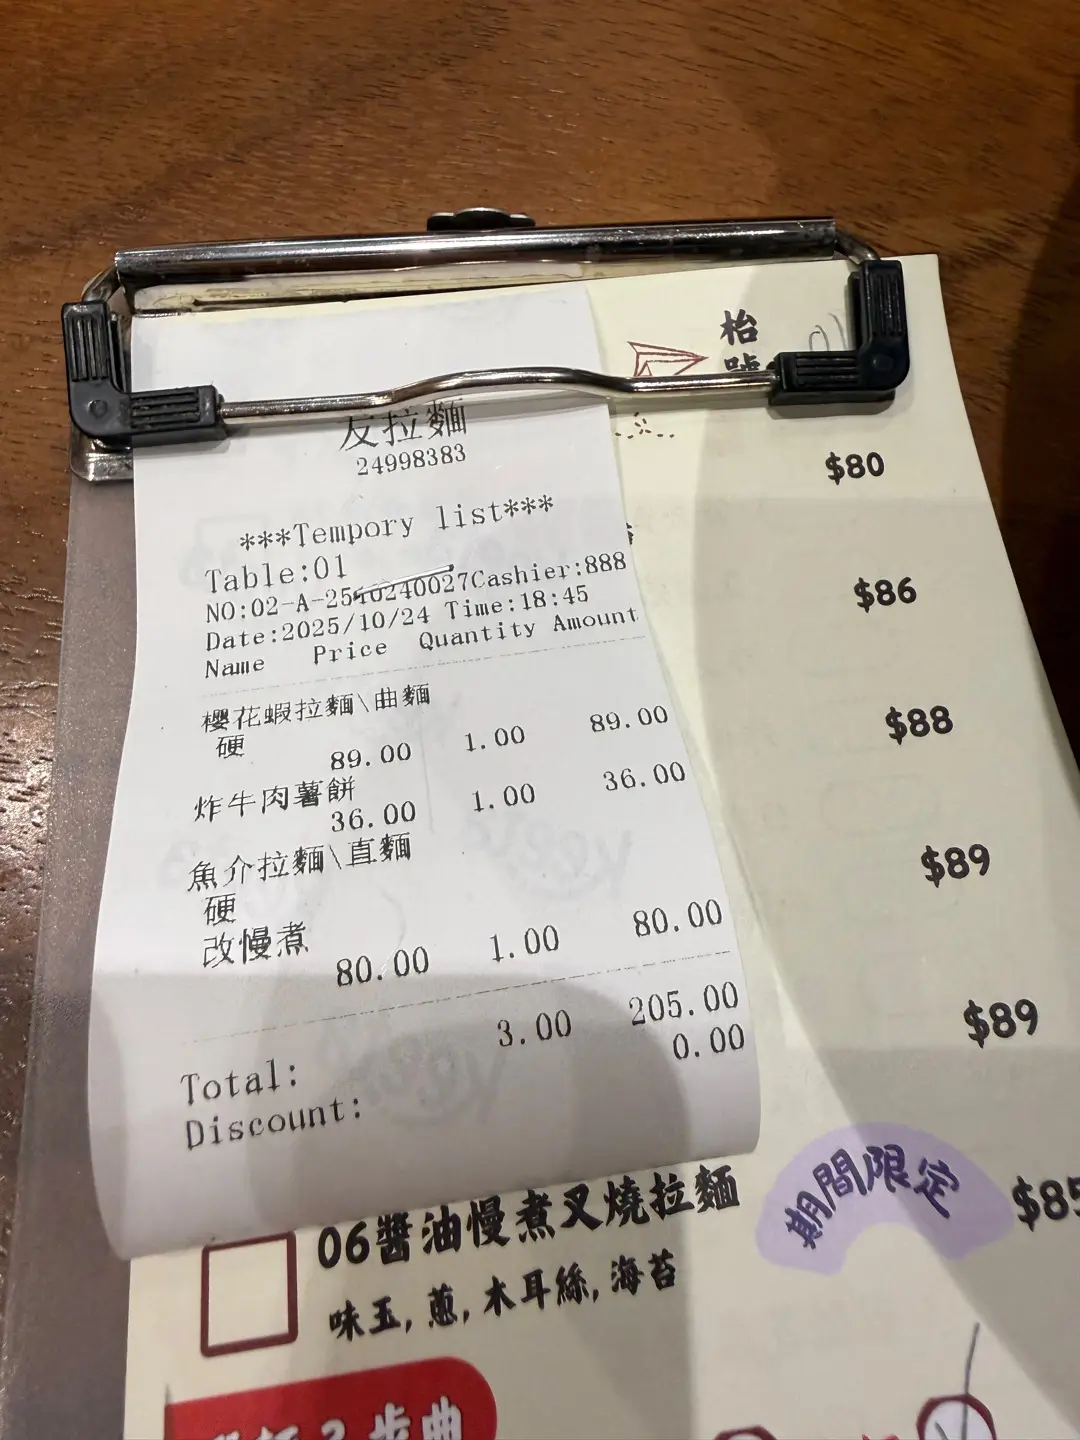 友拉麵
24998383
***Tempory list***
Table:01
NO:02-A-2510240027Cashier:888
Date:2025/10/24 Time:18:45
Name Price Quantity Amount
櫻花蝦拉麵\曲麵
硬
89.00 1.00 89.00
炸牛肉薯餅
36.00 1.00 36.00
魚介拉麵\直麵
硬
改慢煮
80.00 1.00 80.00
3.00 205.00
0.00
Total:
Discount:
枱
號
$80
$86
$88
$89
$89
期間限定
$85
06醬油慢煮叉燒拉麵
味玉, 蔥, 木耳絲, 海苔
步曲